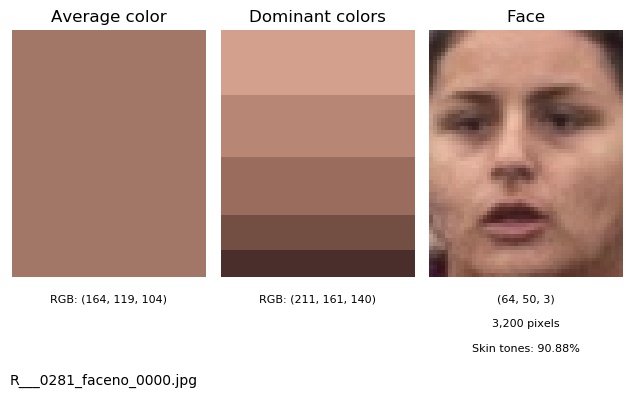 Average color
Dominant colors
Face
RGB: (164, 119, 104)
RGB: (211, 161, 140)
(64, 50, 3)
3,200 pixels
Skin tones: 90.88%
R___0281_faceno_0000.jpg